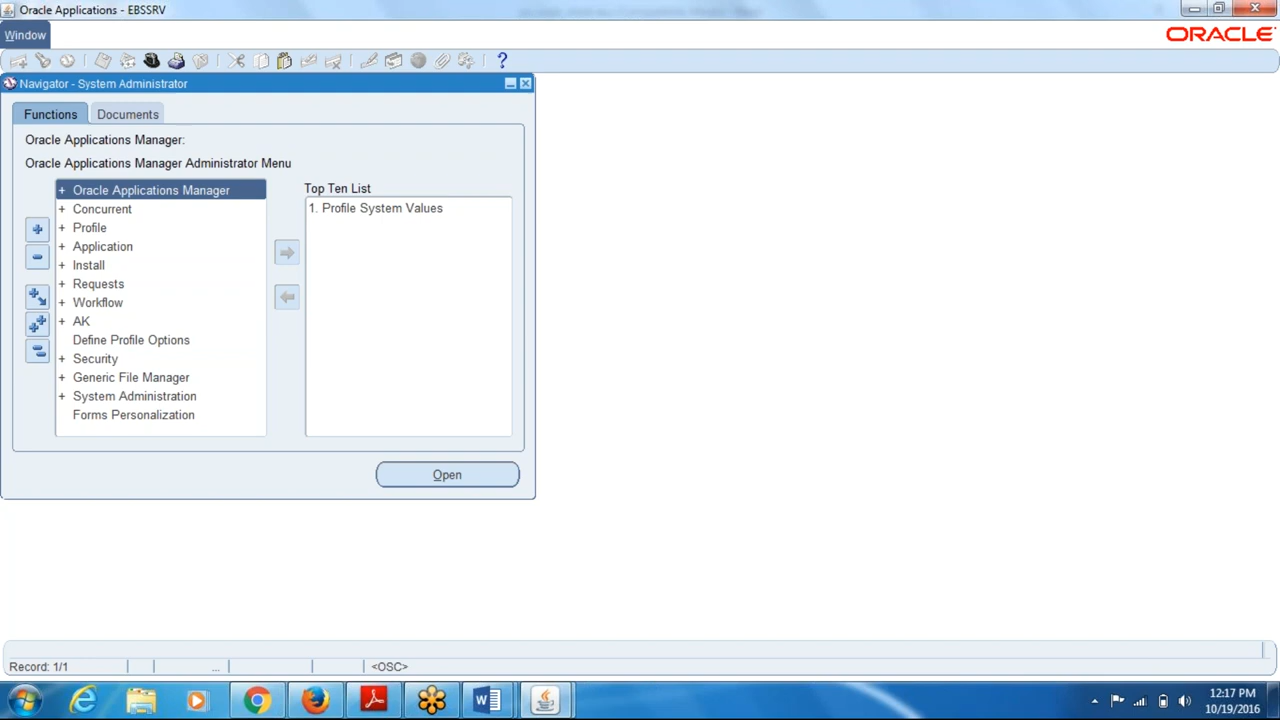 Oracle Applications - EBSSRV
Window
ORACLE
Navigator - System Administrator
Functions Documents
Oracle Applications Manager:
Oracle Applications Manager Administrator Menu
Top Ten List
+ Oracle Applications Manager
+ Concurrent
+ Profile
+ Application
+ Install
+ Requests
+ Workflow
+ AK
Define Profile Options
+ Security
+ Generic File Manager
+ System Administration
Forms Personalization
1. Profile System Values
Open
Record: 1/1 ... <OSC>
12:17 PM
10/19/2016